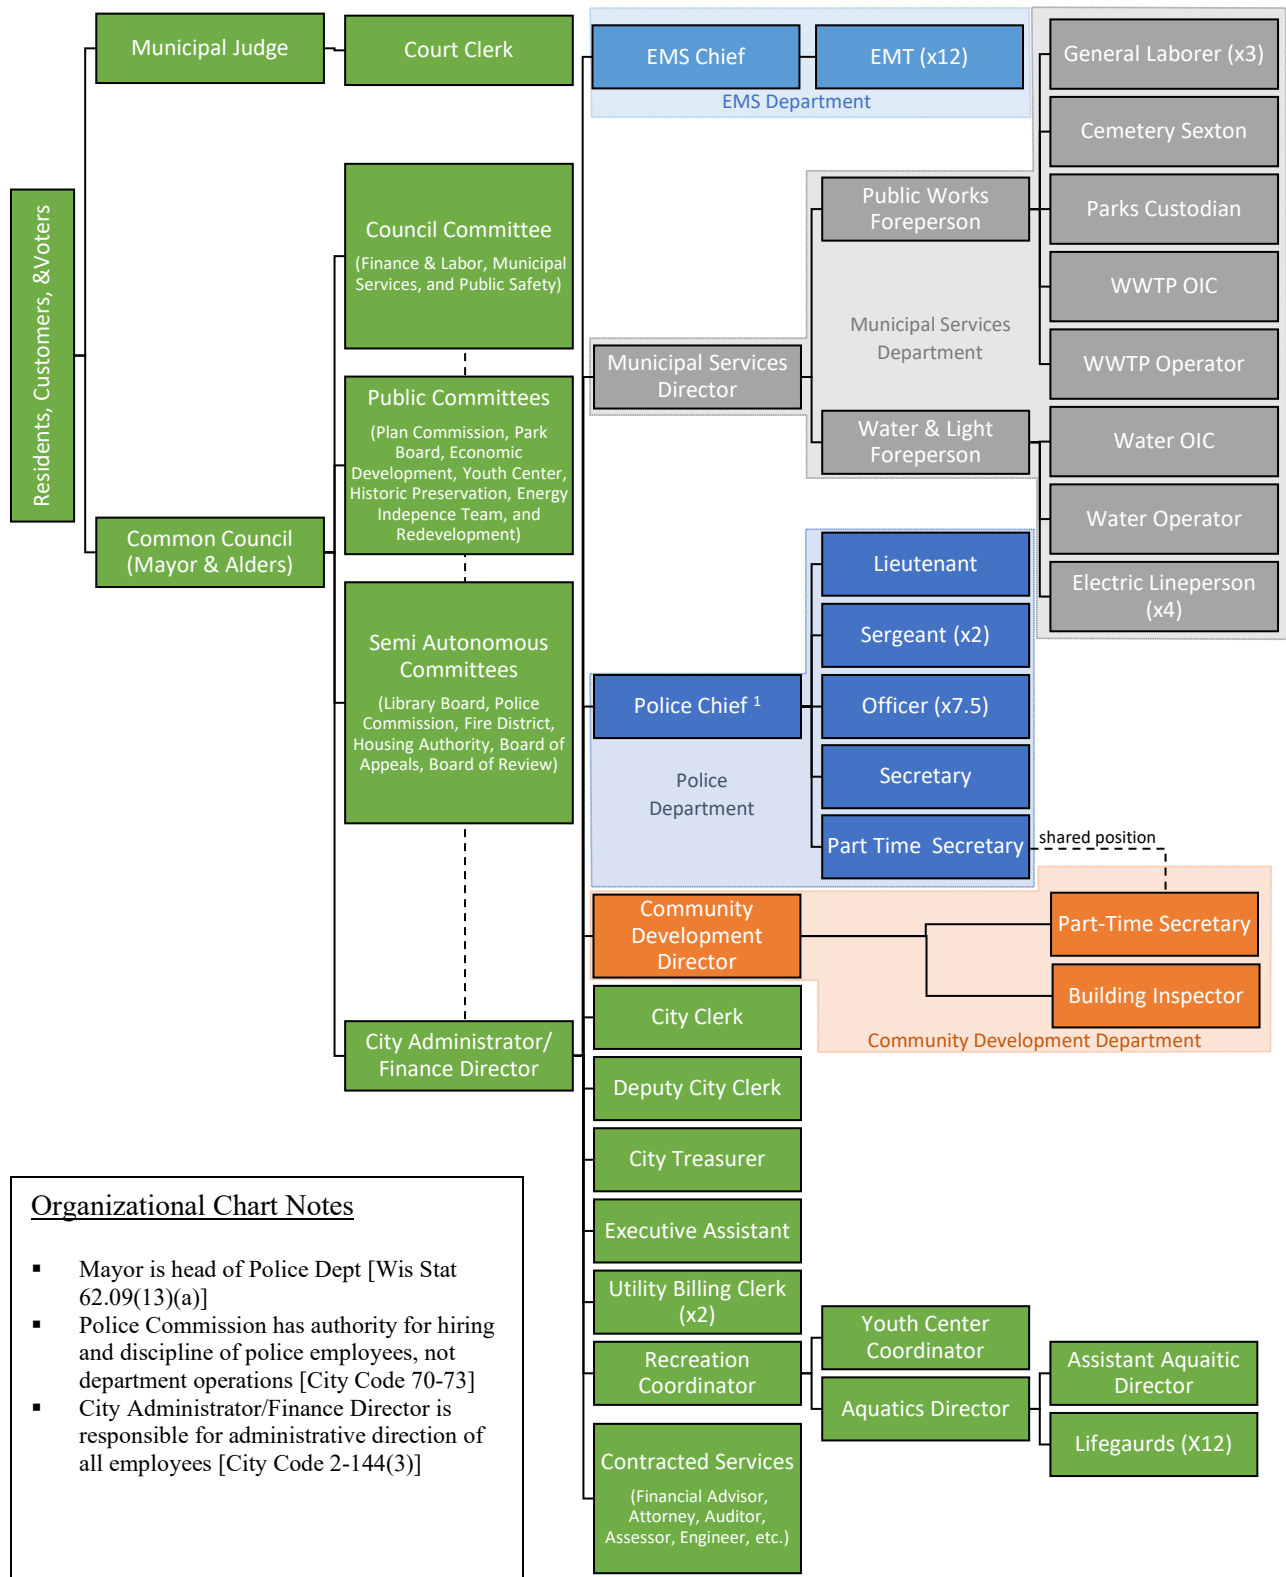 Residents, Customers, &Voters
Municipal Judge
Court Clerk
Common Council
(Mayor & Alders)
Council Committee
(Finance & Labor, Municipal
Services, and Public Safety)
Public Committees
(Plan Commission, Park
Board, Economic
Development, Youth Center,
Historic Preservation, Energy
Indepence Team, and
Redevelopment)
Semi Autonomous
Committees
(Library Board, Police
Commission, Fire District,
Housing Authority, Board of
Appeals, Board of Review)
City Administrator/
Finance Director
EMS Chief
EMT (x12)
EMS Department
Municipal Services
Director
Public Works
Foreperson
Municipal Services
Department
Water & Light
Foreperson
General Laborer (x3)
Cemetery Sexton
Parks Custodian
WWTP OIC
WWTP Operator
Water OIC
Water Operator
Electric Lineperson
(x4)
Police Chief 1
Police
Department
Lieutenant
Sergeant (x2)
Officer (x7.5)
Secretary
Part Time Secretary
shared position
Community
Development
Director
Part-Time Secretary
Building Inspector
Community Development Department
City Clerk
Deputy City Clerk
City Treasurer
Executive Assistant
Utility Billing Clerk
(x2)
Recreation
Coordinator
Youth Center
Coordinator
Aquatics Director
Assistant Aquaitic
Director
Lifegaurds (X12)
Contracted Services
(Financial Advisor,
Attorney, Auditor,
Assessor, Engineer, etc.)
Organizational Chart Notes
▪ Mayor is head of Police Dept [Wis Stat
62.09(13)(a)]
▪ Police Commission has authority for hiring
and discipline of police employees, not
department operations [City Code 70-73]
▪ City Administrator/Finance Director is
responsible for administrative direction of
all employees [City Code 2-144(3)]